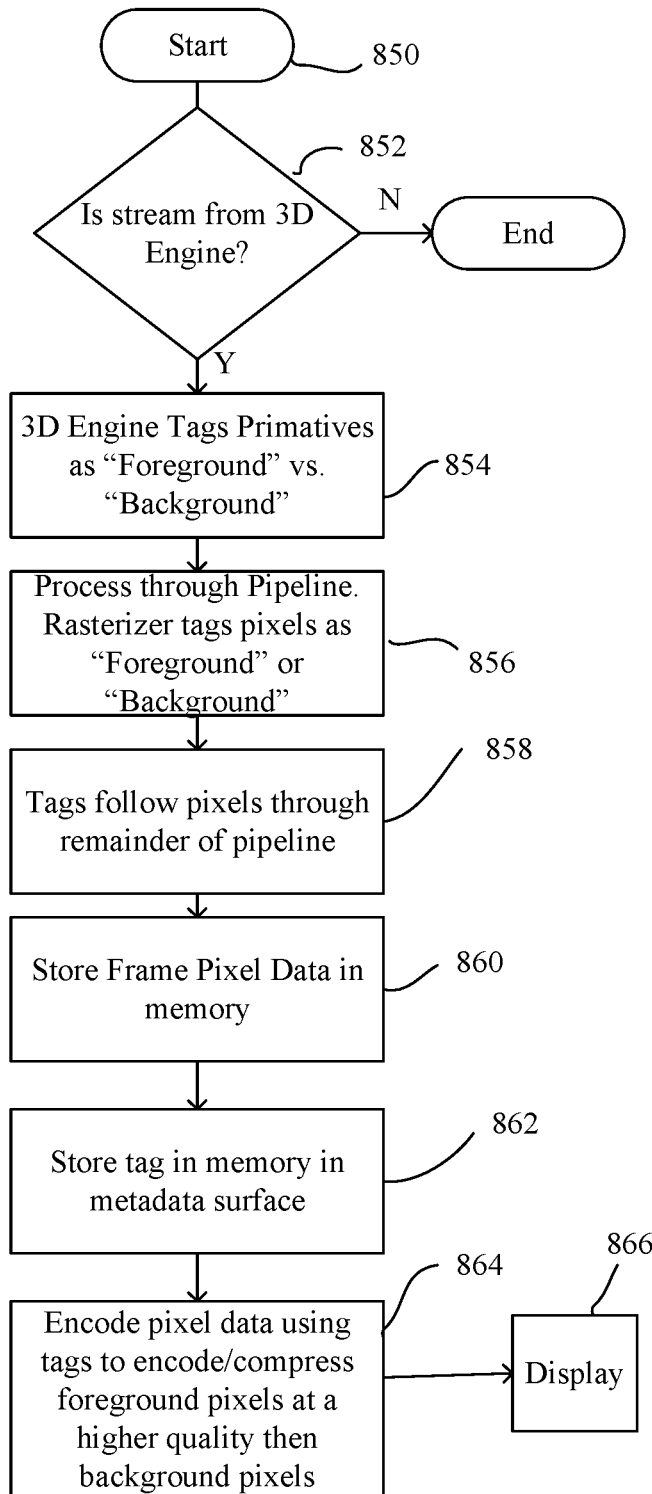 Start
850
852
Is stream from 3D
Engine?
N
End
Y
3D Engine Tags Primatives
as “Foreground” vs.
“Background”
854
Process through Pipeline.
Rasterizer tags pixels as
“Foreground” or
“Background”
856
858
Tags follow pixels through
remainder of pipeline
Store Frame Pixel Data in
memory
860
862
Store tag in memory in
metadata surface
864
866
Encode pixel data using
tags to encode/compress
foreground pixels at a
higher quality then
background pixels
Display